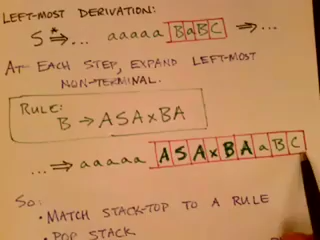 LEFT-MOST DERIVATION:
S ⇒* ... aaaaa BaBC ⇒ ...
AT EACH STEP, EXPAND LEFT-MOST
NON-TERMINAL.
RULE:
B → ASAxBA
... ⇒ aaaaa ASAxBAaBC
So:
• MATCH STACK-TOP TO A RULE
• POP STACK